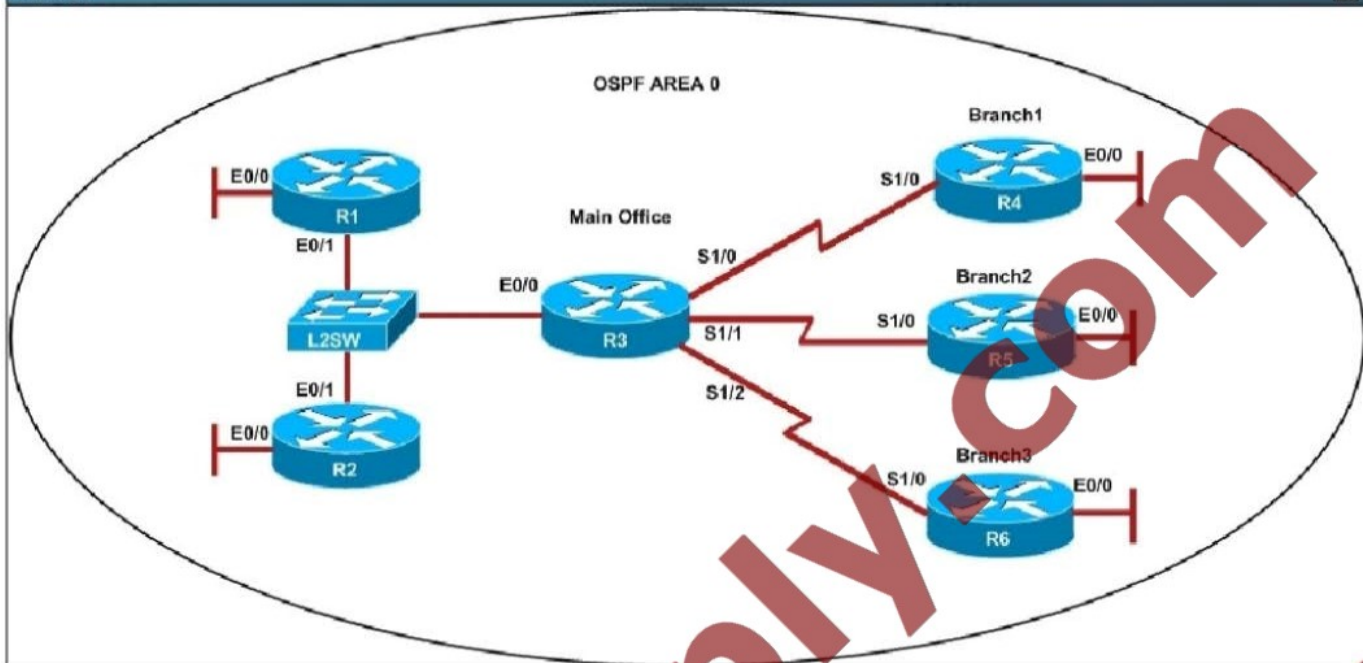 OSPF AREA 0
Branch1
E0/0
E0/0
S1/0
R1
R4
Main Office
E0/1
S1/0
E0/0
Branch2
S1/0
E0/0
L2SW
R3
S1/1
R5
E0/1
S1/2
E0/0
Branch3
R2
S1/0
E0/0
R6
ply.com